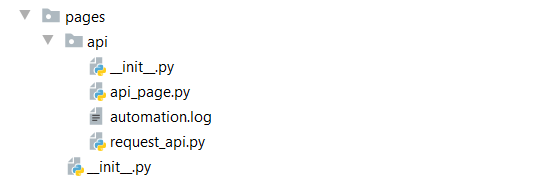 pages
api
__init__.py
api_page.py
automation.log
request_api.py
__init__.py